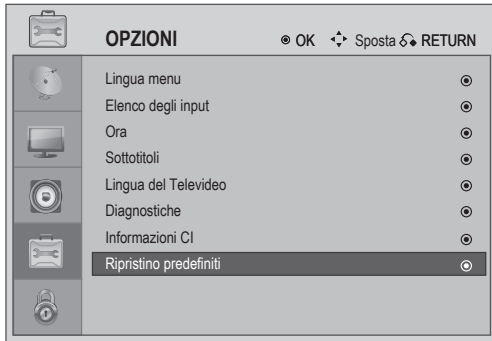 OPZIONI OK Sposta RETURN
Lingua menu
Elenco degli input
Ora
Sottotitoli
Lingua del Televideo
Diagnostiche
Informazioni CI
Ripristino predefiniti